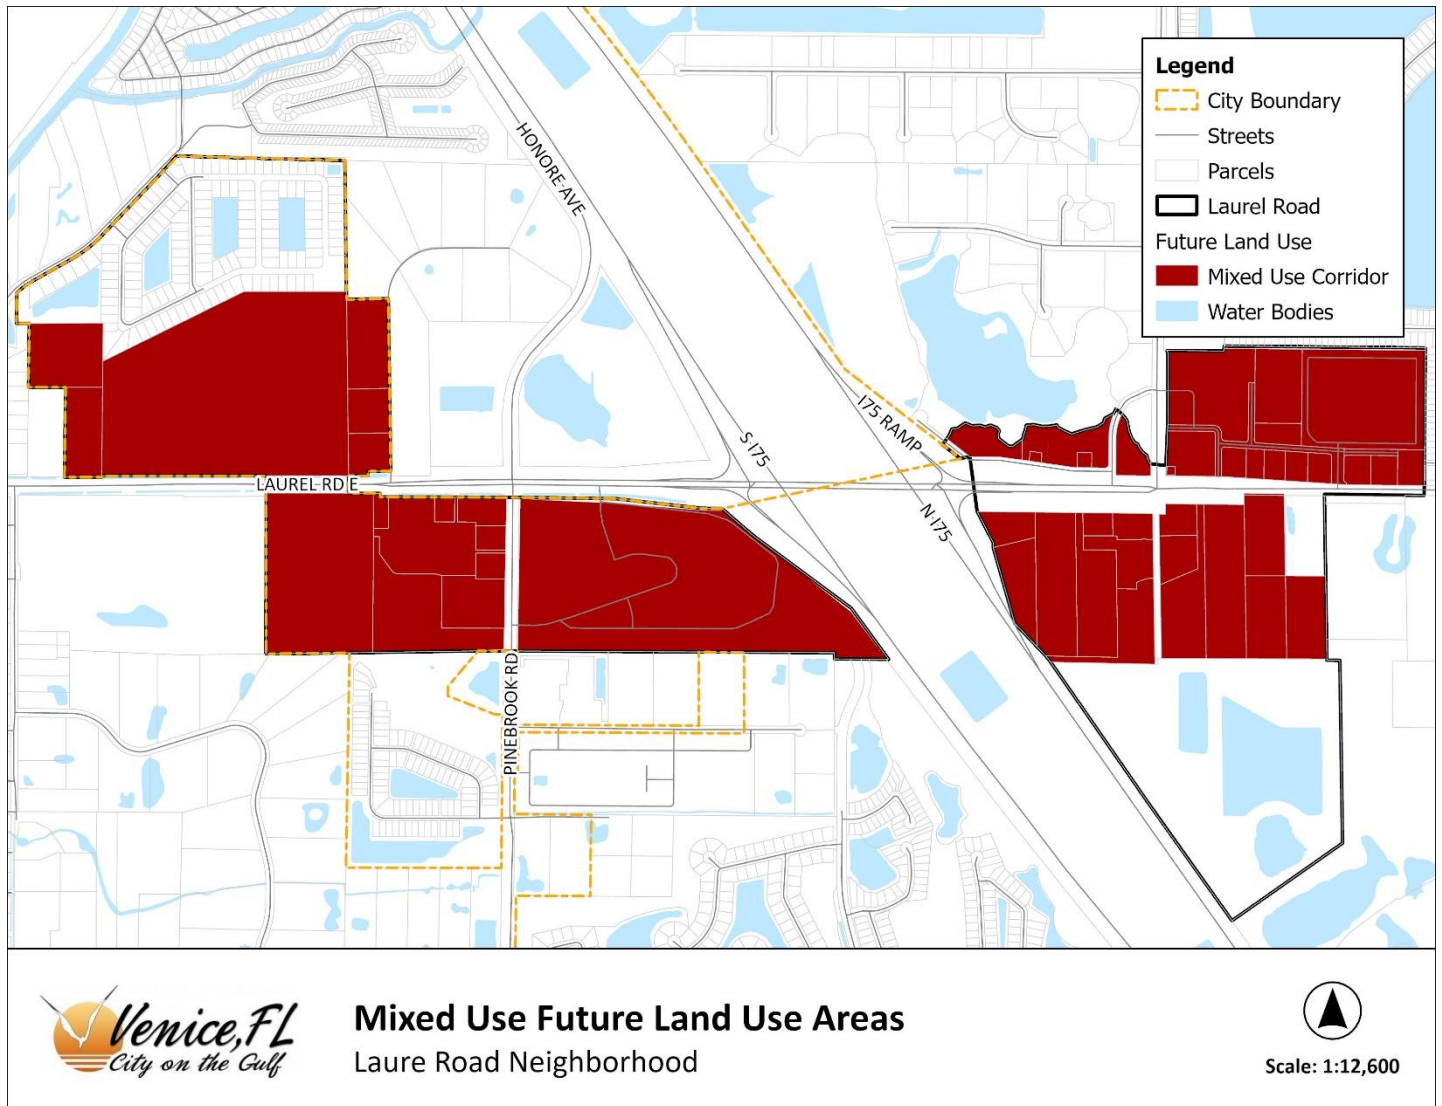 Legend
City Boundary
Streets
Parcels
Laurel Road
Future Land Use
Mixed Use Corridor
Water Bodies
HONORE AVE
I75 RAMP
S I75
N I75
LAUREL RD E
PINEBROOK RD
Venice, FL
City on the Gulf
Mixed Use Future Land Use Areas
Laure Road Neighborhood
Scale: 1:12,600